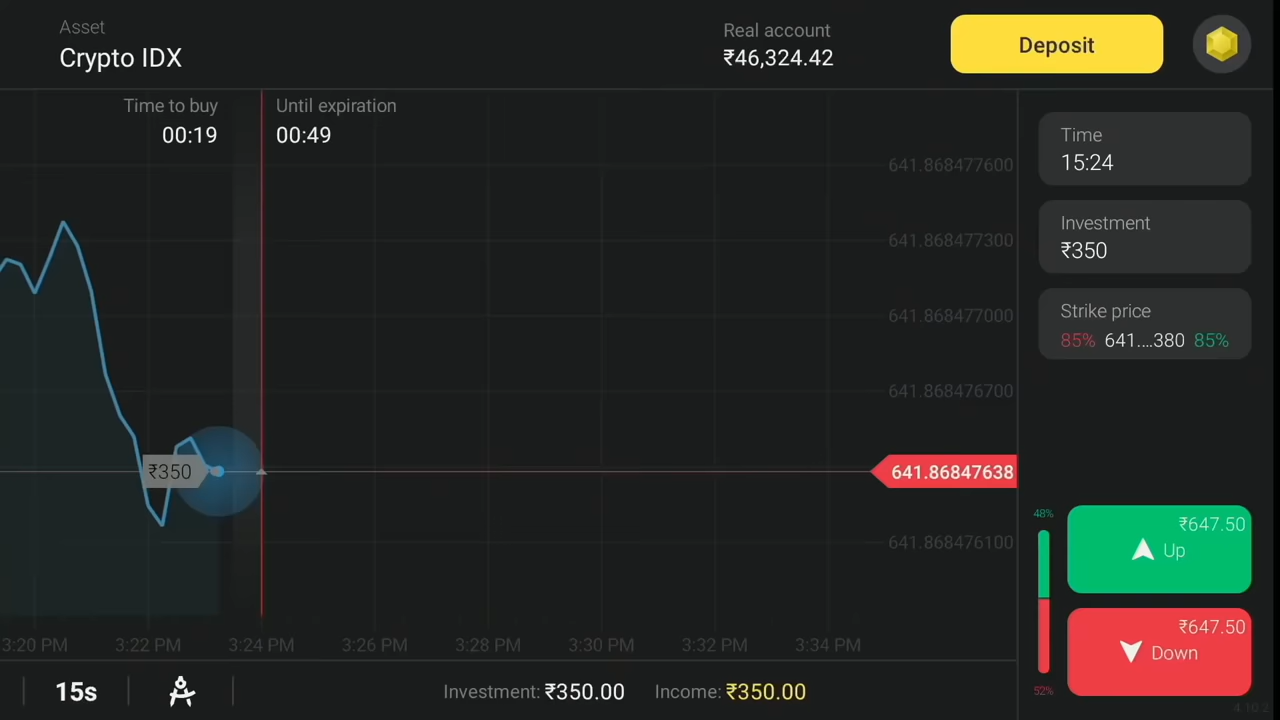 Asset
Crypto IDX
Real account
₹46,324.42
Deposit
Time to buy
00:19
Until expiration
00:49
641.868477600
641.868477300
641.868477000
641.868476700
641.86847638
641.868476100
₹350
3:20 PM
3:22 PM
3:24 PM
3:26 PM
3:28 PM
3:30 PM
3:32 PM
3:34 PM
Time
15:24
Investment
₹350
Strike price
85% 641....380 85%
48%
₹647.50
Up
₹647.50
Down
52%
15s
Investment: ₹350.00 Income: ₹350.00
4.10.2